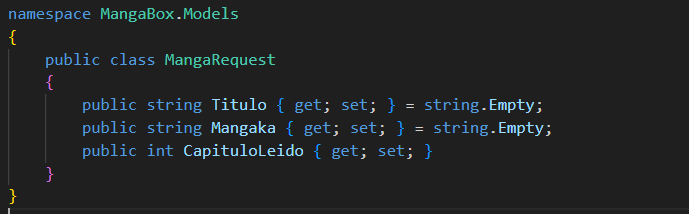 namespace MangaBox.Models
{
    public class MangaRequest
    {
        public string Titulo { get; set; } = string.Empty;
        public string Mangaka { get; set; } = string.Empty;
        public int CapituloLeido { get; set; }
    }
}